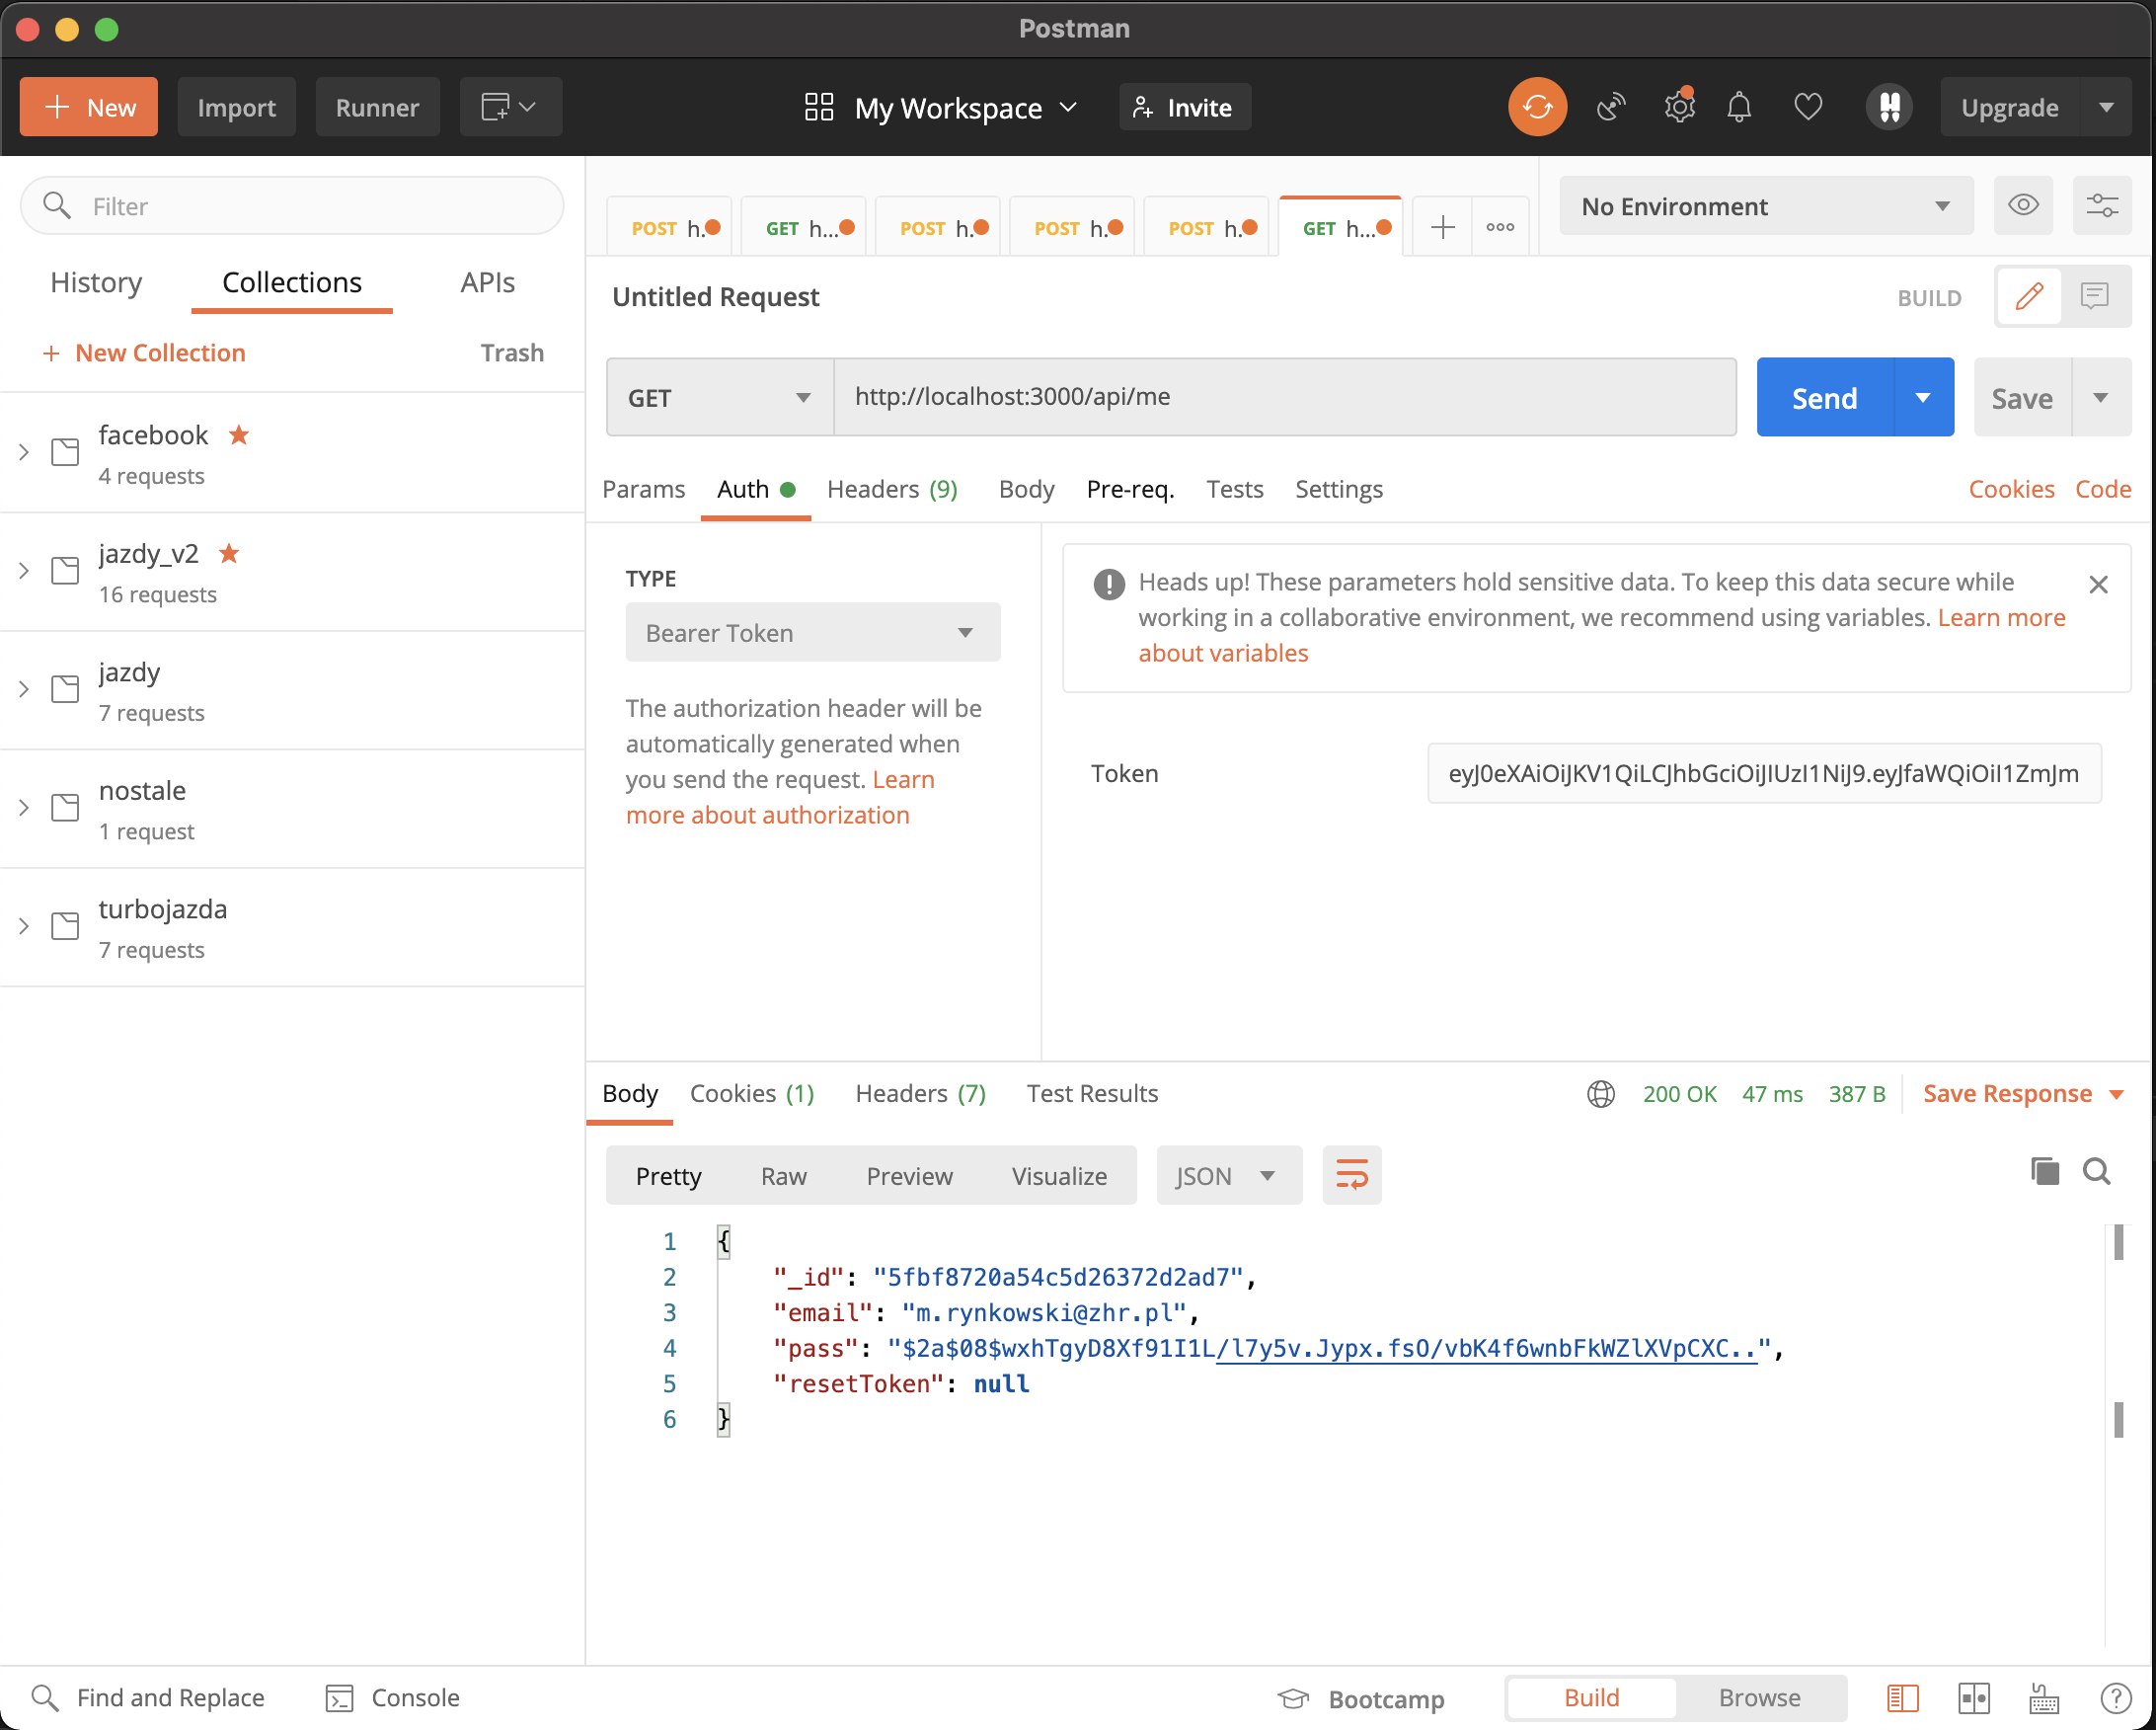 Postman
New
Import
Runner
My Workspace
Invite
Upgrade
Filter
History
Collections
APIs
+ New Collection
Trash
facebook
4 requests
jazdy_v2
16 requests
jazdy
7 requests
nostale
1 request
turbojazda
7 requests
POST h.
GET h...
POST h.
POST h.
POST h.
GET h...
No Environment
Untitled Request
BUILD
GET
http://localhost:3000/api/me
Send
Save
Params
Auth
Headers (9)
Body
Pre-req.
Tests
Settings
Cookies
Code
TYPE
Bearer Token
The authorization header will be
automatically generated when
you send the request. Learn
more about authorization
Heads up! These parameters hold sensitive data. To keep this data secure while
working in a collaborative environment, we recommend using variables. Learn more
about variables
Token
eyJ0eXAiOiJKV1QiLCJhbGciOiJIUzI1NiJ9.eyJfaWQiOiI1ZmJm
Body
Cookies (1)
Headers (7)
Test Results
200 OK
47 ms
387 B
Save Response
Pretty
Raw
Preview
Visualize
JSON
1 {
2 "_id": "5fbf8720a54c5d26372d2ad7",
3 "email": "m.rynkowski@zhr.pl",
4 "pass": "$2a$08$wxhTgyD8Xf91I1L/l7y5v.Jypx.fsO/vbK4f6wnbFkWZlXVpCXC..",
5 "resetToken": null
6 }
Find and Replace
Console
Bootcamp
Build
Browse